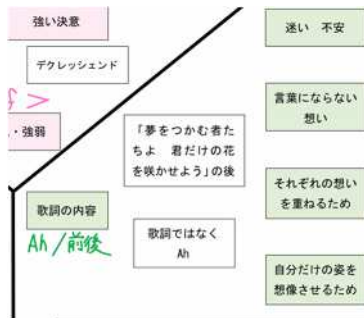 強い決意
デクレッシェンド
・強弱
「夢をつかむ者た
ちよ　君だけの花
を咲かせよう」の後
歌詞の内容
Ah/前後
歌詞ではなく
Ah
迷い　不安
言葉にならない
想い
それぞれの想い
を重ねるため
自分だけの姿を
想像させるため